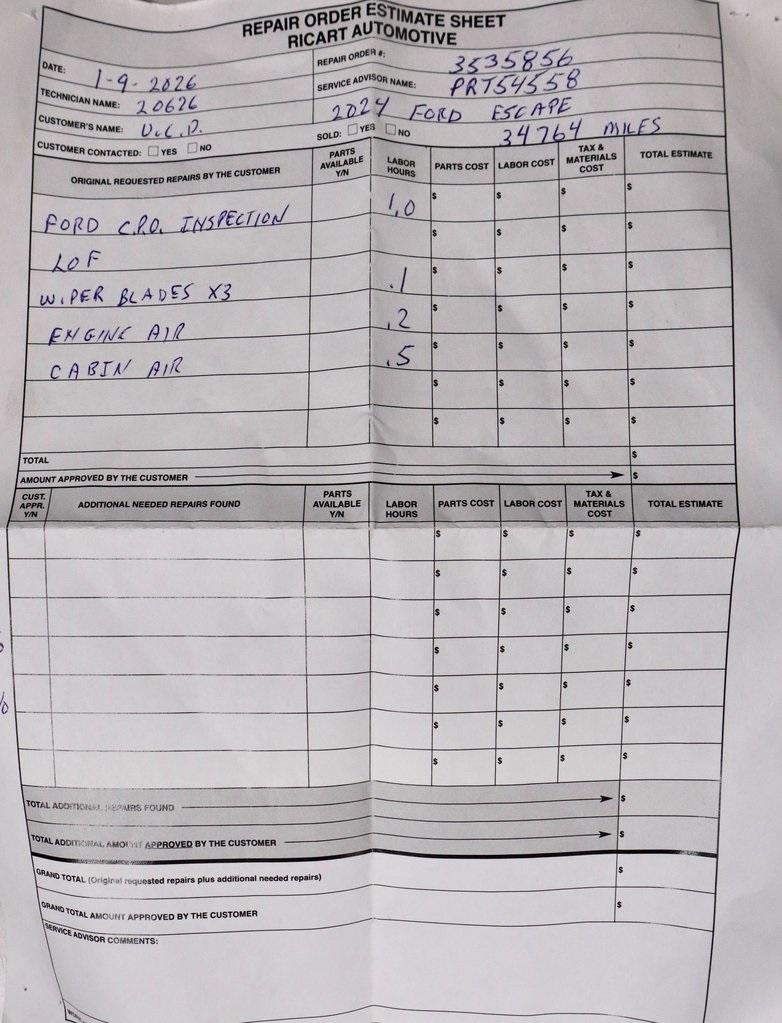 REPAIR ORDER ESTIMATE SHEET
RICART AUTOMOTIVE
DATE: 1-9-2026
REPAIR ORDER #: 3535856
TECHNICIAN NAME: 20626
SERVICE ADVISOR NAME: PRT54558
CUSTOMER'S NAME: U.C.D.
2024 FORD ESCAPE
CUSTOMER CONTACTED: YES NO
SOLD: YES NO
34764 MILES
ORIGINAL REQUESTED REPAIRS BY THE CUSTOMER PARTS AVAILABLE Y/N LABOR HOURS PARTS COST LABOR COST TAX & MATERIALS COST TOTAL ESTIMATE
FORD C.P.O. INSPECTION 1.0 $ $ $ $
LOF $ $ $ $
WIPER BLADES X3 .1 $ $ $ $
ENGINE AIR .2 $ $ $ $
CABIN AIR .5 $ $ $ $
$ $ $ $
$ $ $ $
TOTAL $
AMOUNT APPROVED BY THE CUSTOMER $
CUST. APPR. Y/N ADDITIONAL NEEDED REPAIRS FOUND PARTS AVAILABLE Y/N LABOR HOURS PARTS COST LABOR COST TAX & MATERIALS COST TOTAL ESTIMATE
$ $ $ $
$ $ $ $
$ $ $ $
$ $ $ $
$ $ $ $
$ $ $ $
$ $ $ $
TOTAL ADDITIONAL REPAIRS FOUND $
TOTAL ADDITIONAL AMOUNT APPROVED BY THE CUSTOMER $
GRAND TOTAL (Original requested repairs plus additional needed repairs) $
GRAND TOTAL AMOUNT APPROVED BY THE CUSTOMER $
SERVICE ADVISOR COMMENTS: